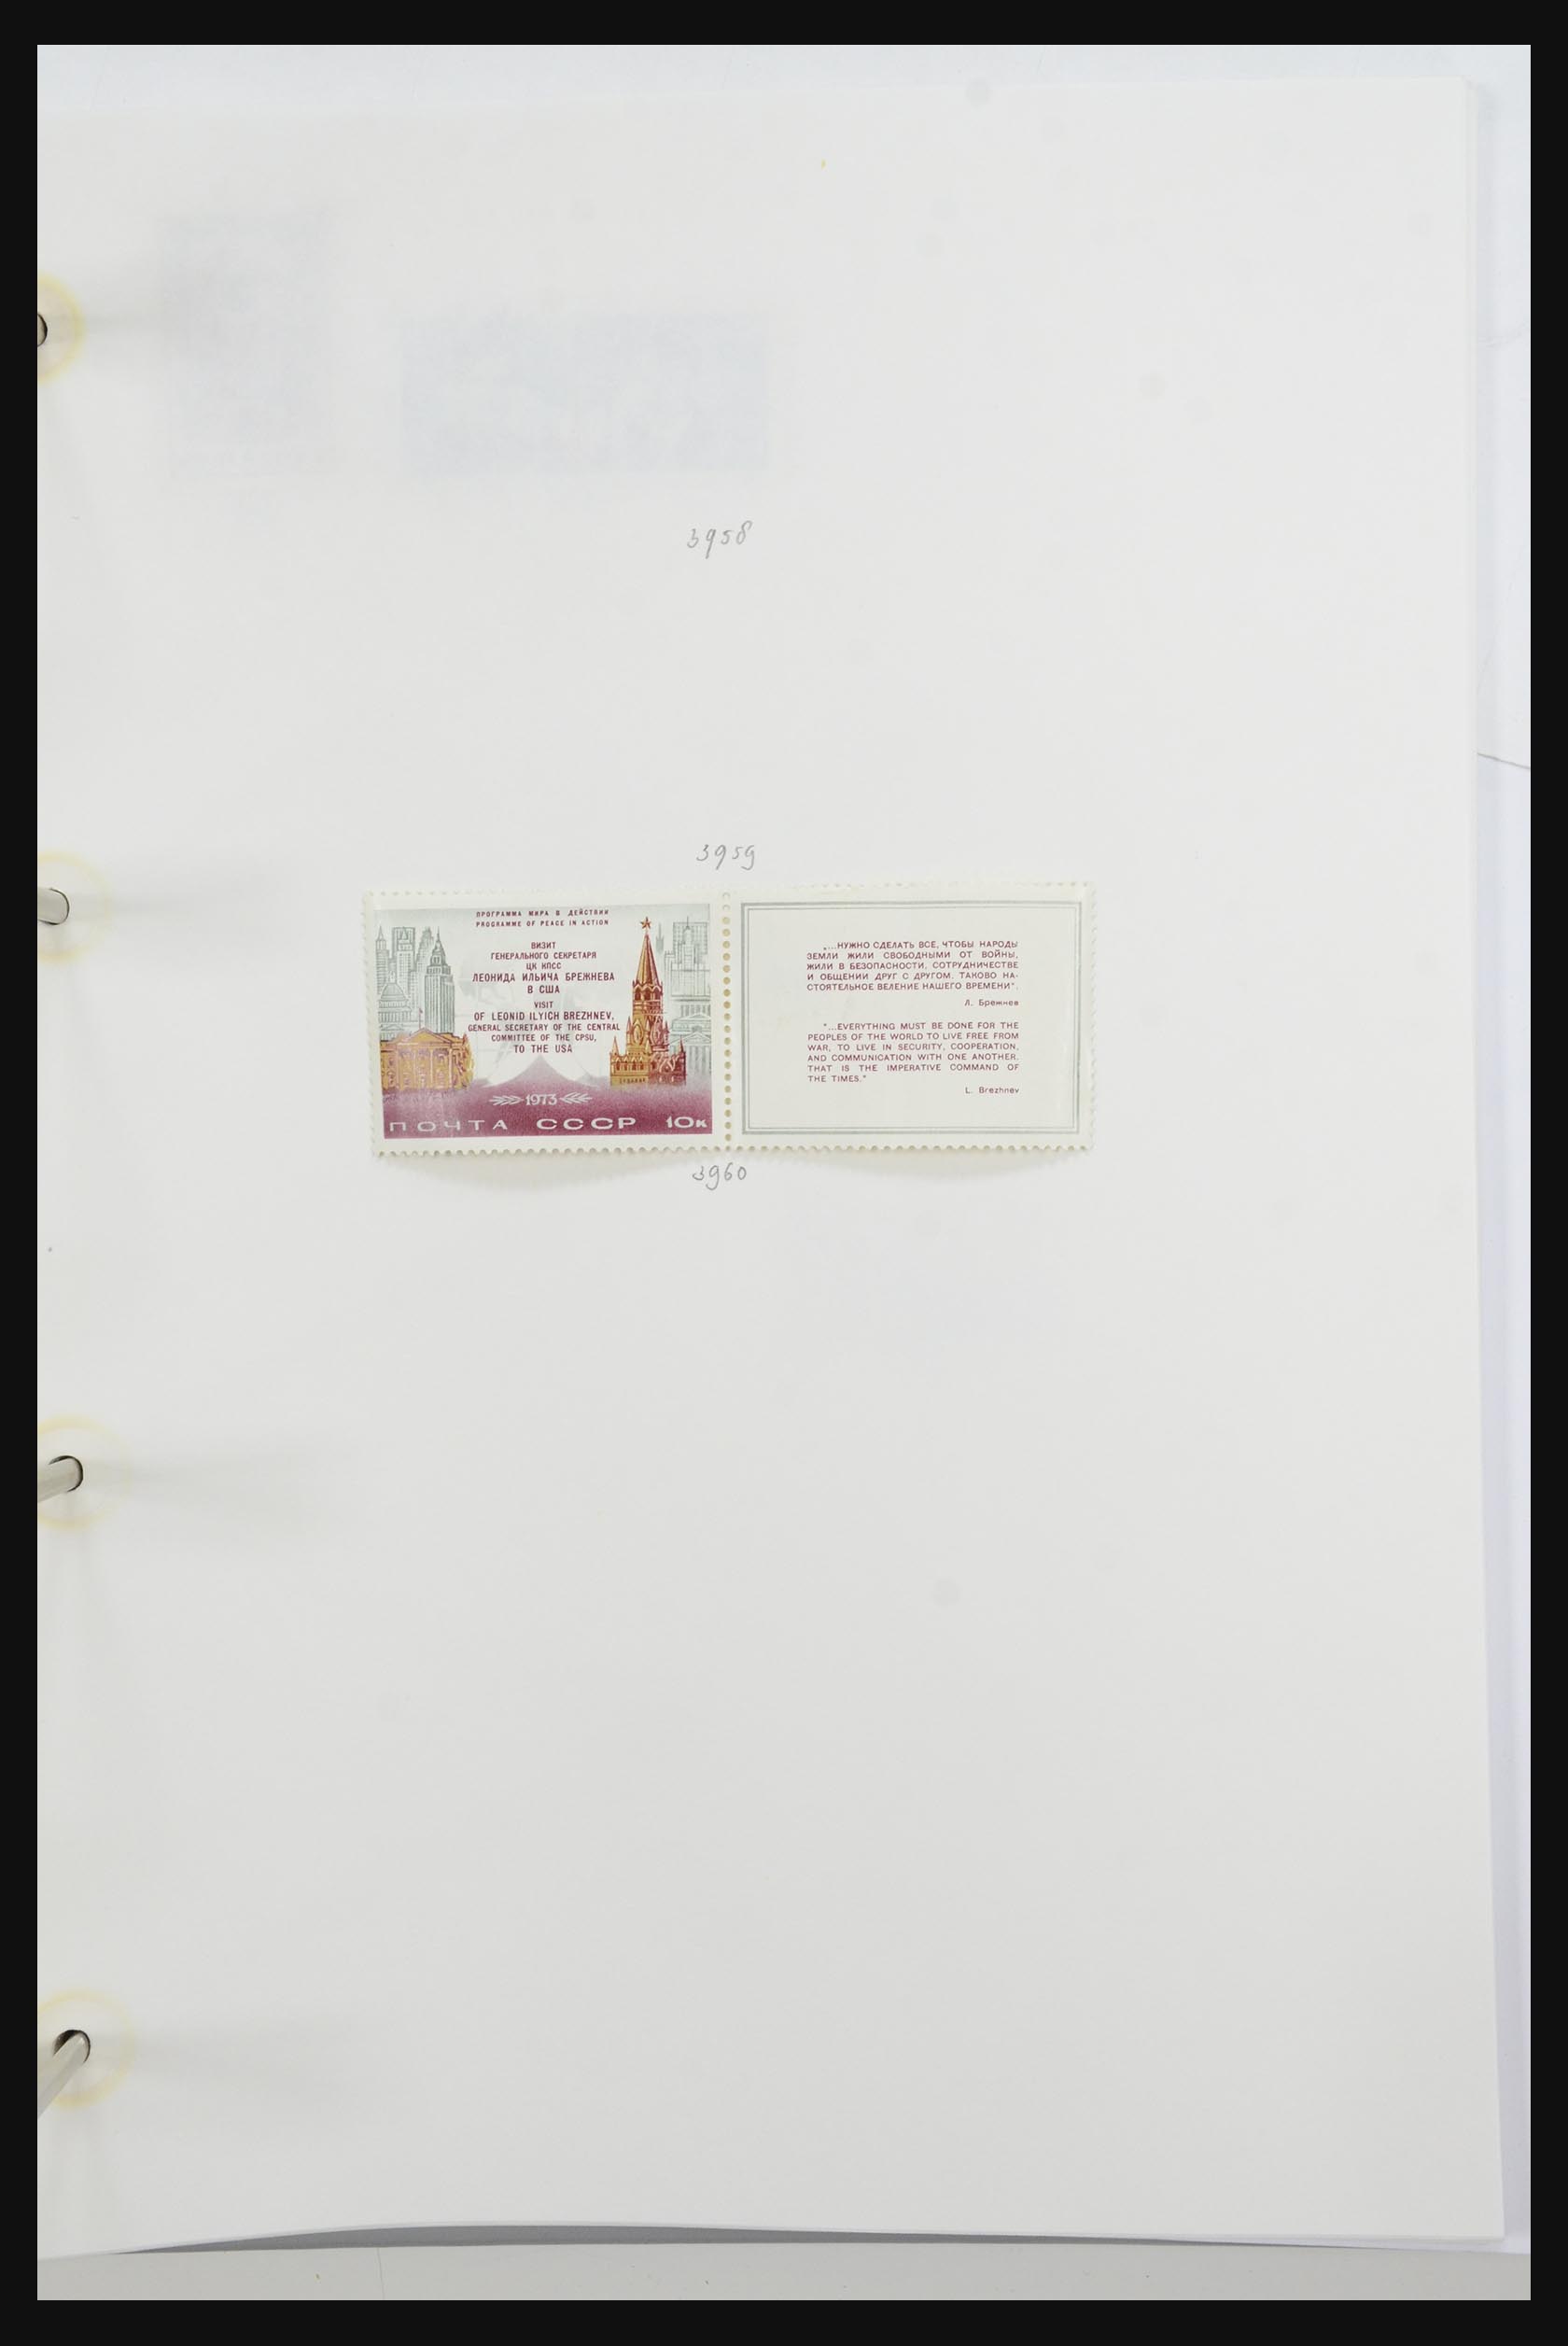 3958
3959
ПРОГРАММА МИРА В ДЕЙСТВИИ
PROGRAMME OF PEACE IN ACTION
ВИЗИТ
ГЕНЕРАЛЬНОГО СЕКРЕТАРЯ
ЦК КПСС
ЛЕОНИДА ИЛЬИЧА БРЕЖНЕВА
В США
VISIT
OF LEONID ILYICH BREZHNEV,
GENERAL SECRETARY OF THE CENTRAL
COMMITTEE OF THE CPSU,
TO THE USA
1973
ПОЧТА СССР 10к
„...НУЖНО СДЕЛАТЬ ВСЕ, ЧТОБЫ НАРОДЫ
ЗЕМЛИ ЖИЛИ СВОБОДНЫМИ ОТ ВОЙНЫ,
ЖИЛИ В БЕЗОПАСНОСТИ, СОТРУДНИЧЕСТВЕ
И ОБЩЕНИИ ДРУГ С ДРУГОМ. ТАКОВО НА-
СТОЯТЕЛЬНОЕ ВЕЛЕНИЕ НАШЕГО ВРЕМЕНИ".
Л. Брежнев
"...EVERYTHING MUST BE DONE FOR THE
PEOPLES OF THE WORLD TO LIVE FREE FROM
WAR, TO LIVE IN SECURITY, COOPERATION,
AND COMMUNICATION WITH ONE ANOTHER.
THAT IS THE IMPERATIVE COMMAND OF
THE TIMES."
L. Brezhnev
3960